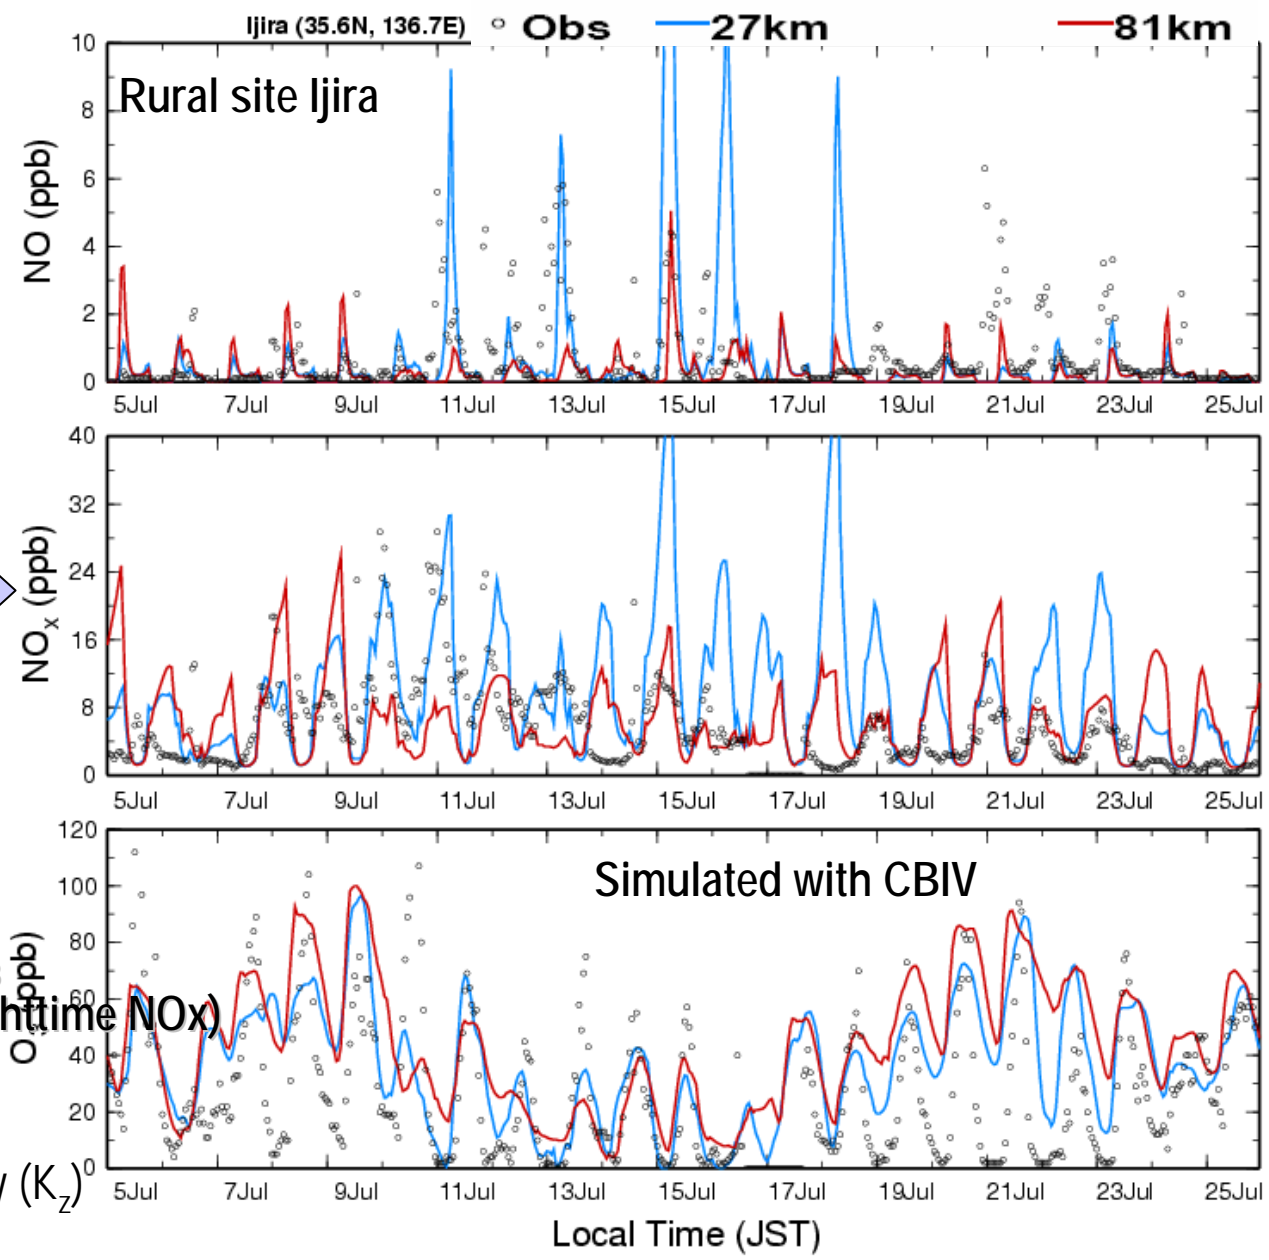 Ijira (35.6N, 136.7E) Obs 27km 81km
10
Rural site Ijira
8
6
4
2
0
NO (ppb)
5Jul 7Jul 9Jul 11Jul 13Jul 15Jul 17Jul 19Jul 21Jul 23Jul 25Jul
40
32
24
16
8
0
NOx (ppb)
5Jul 7Jul 9Jul 11Jul 13Jul 15Jul 17Jul 19Jul 21Jul 23Jul 25Jul
120
Simulated with CBIV
100
80
60
40
20
0
(ppb)
httime NOx)
(Kz)
5Jul 7Jul 9Jul 11Jul 13Jul 15Jul 17Jul 19Jul 21Jul 23Jul 25Jul
Local Time (JST)